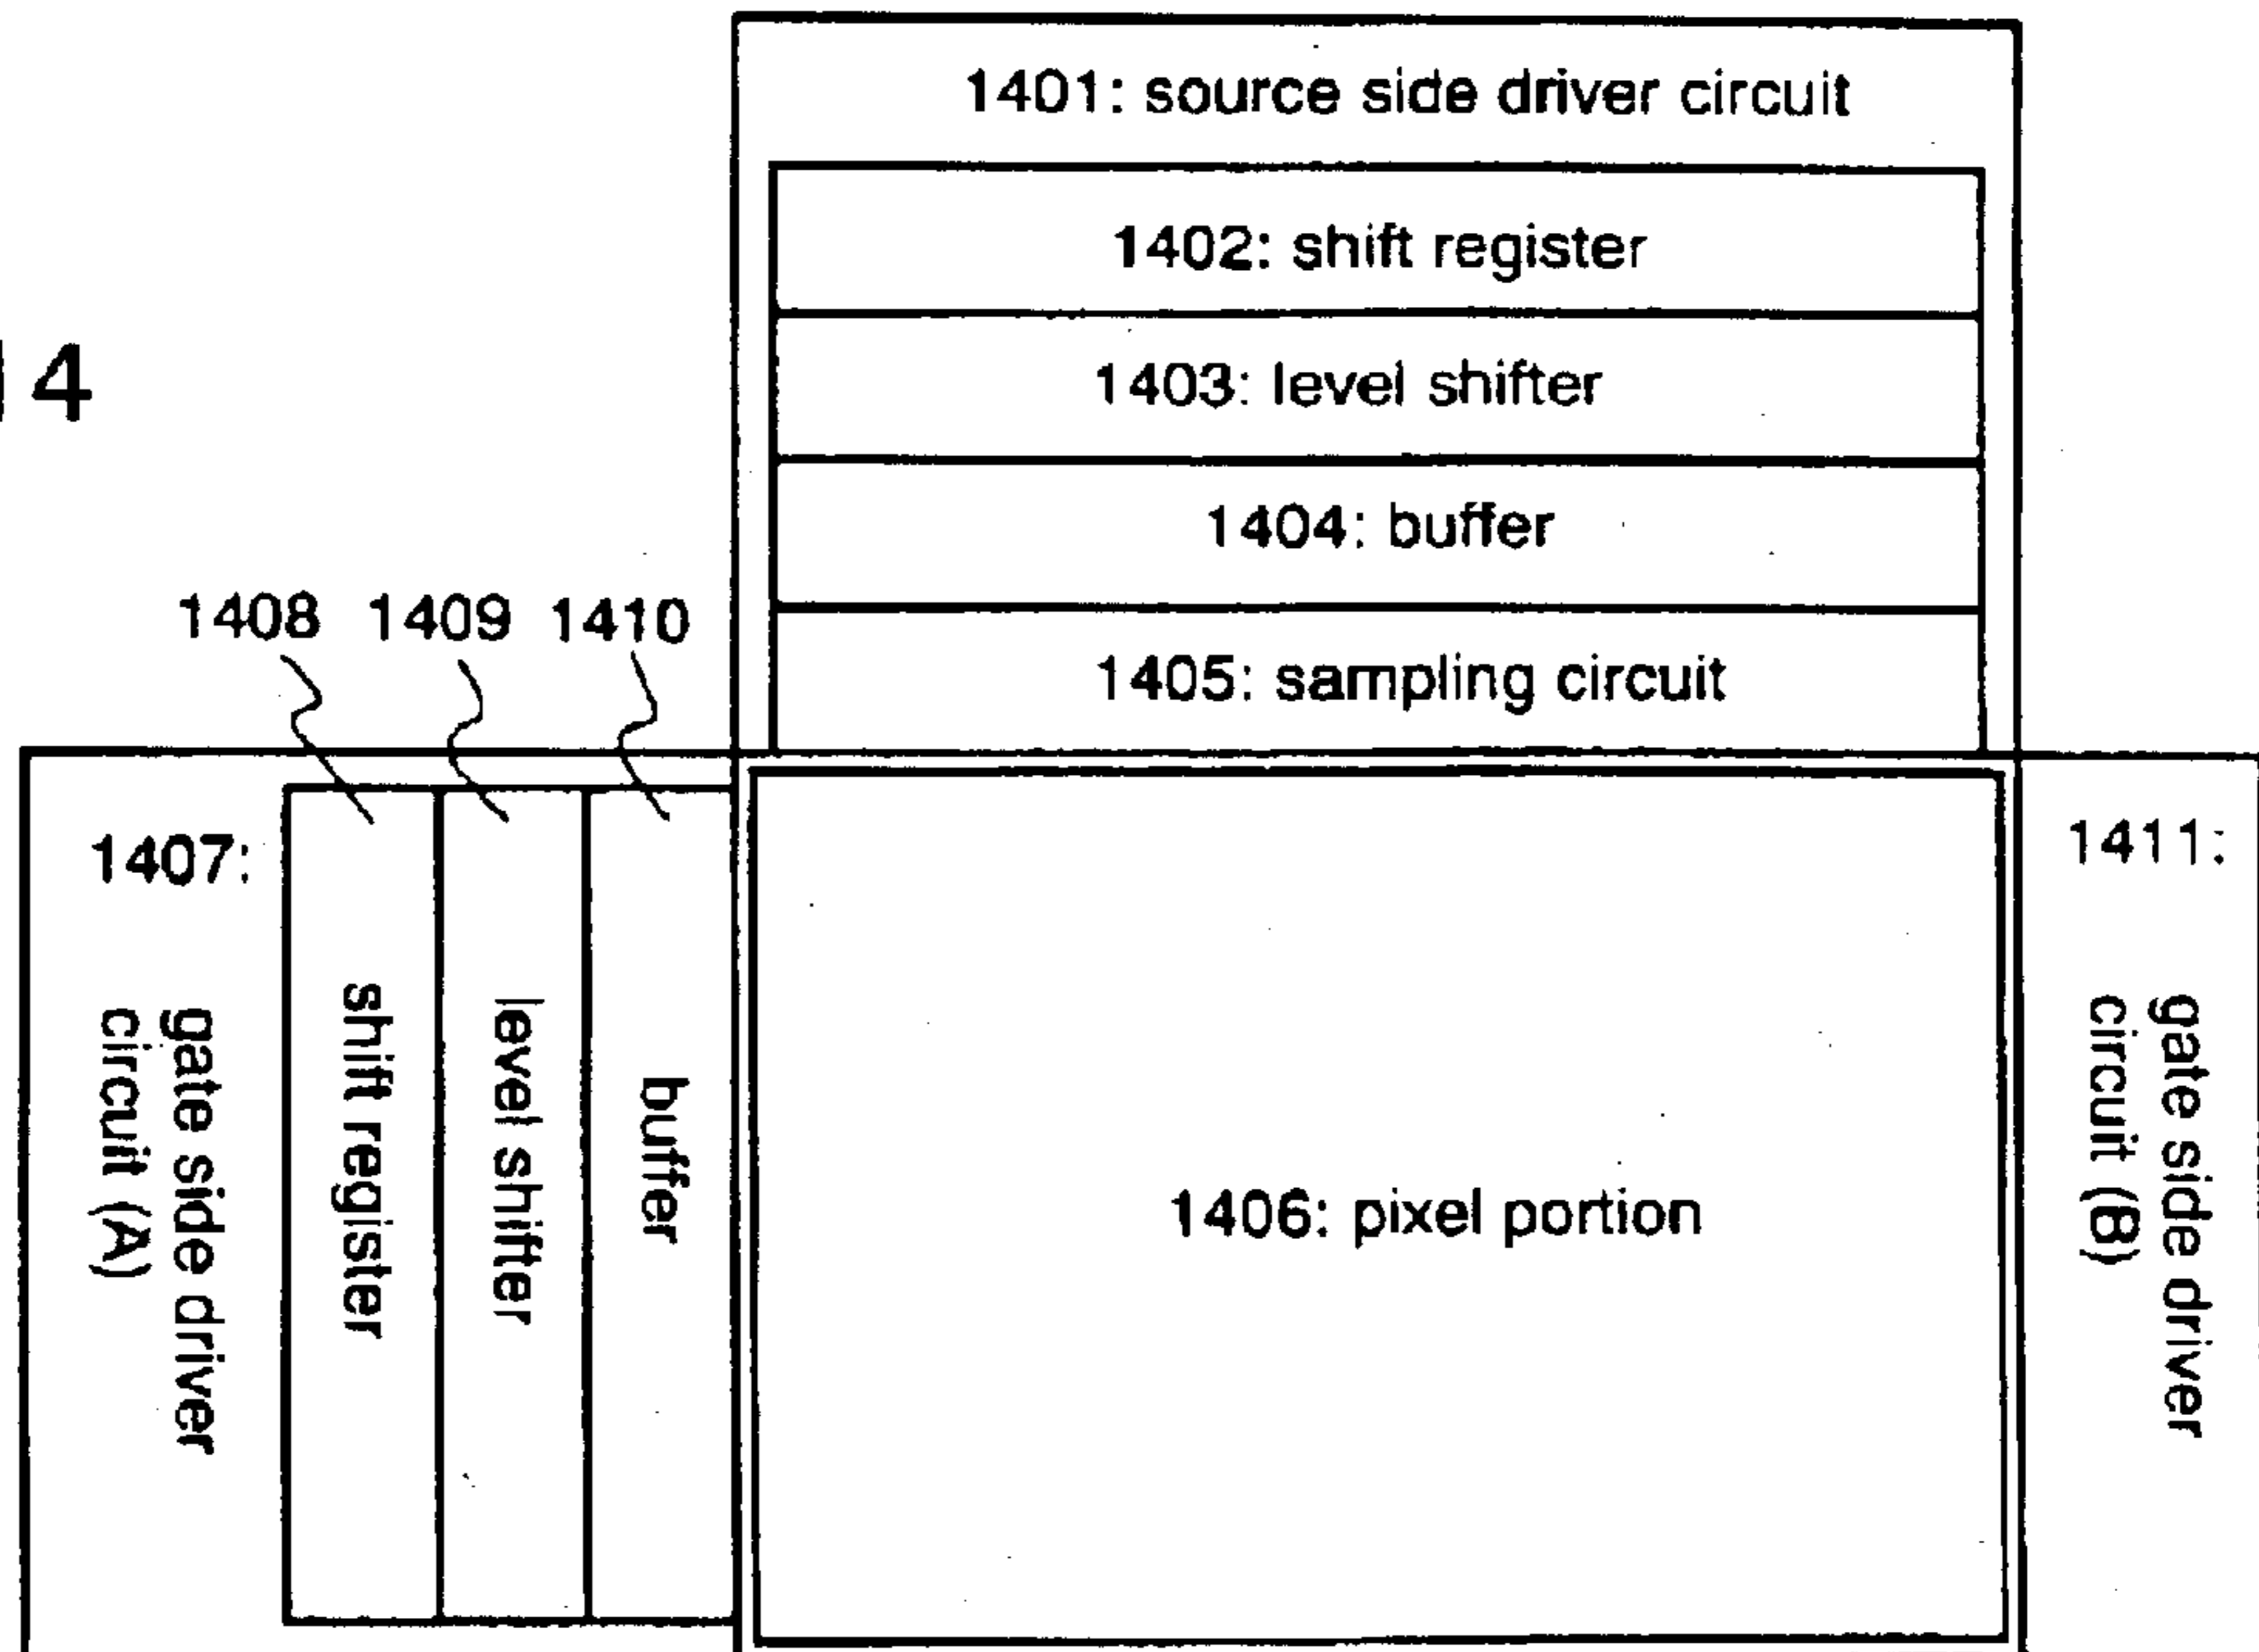 1401: source side driver circuit
1402: shift register
1403: level shifter
4
1404: buffer
1408 1409 1410
1405: sampling circuit
1407:
gate side driver
circuit (A)
shift register
level shifter
buffer
1406: pixel portion
1411:
gate side driver
circuit (B)